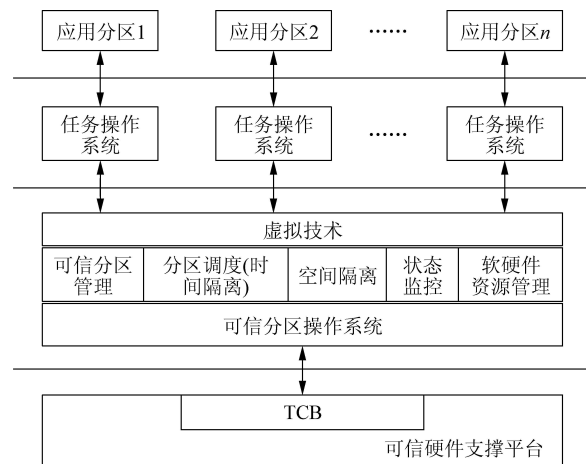 应用分区1 应用分区2 …… 应用分区n
任务操作 任务操作 …… 任务操作
系统 系统 系统
虚拟技术
可信分区 分区调度(时 空间隔离 状态 软硬件
管理 间隔离) 监控 资源管理
可信分区操作系统
TCB
可信硬件支撑平台